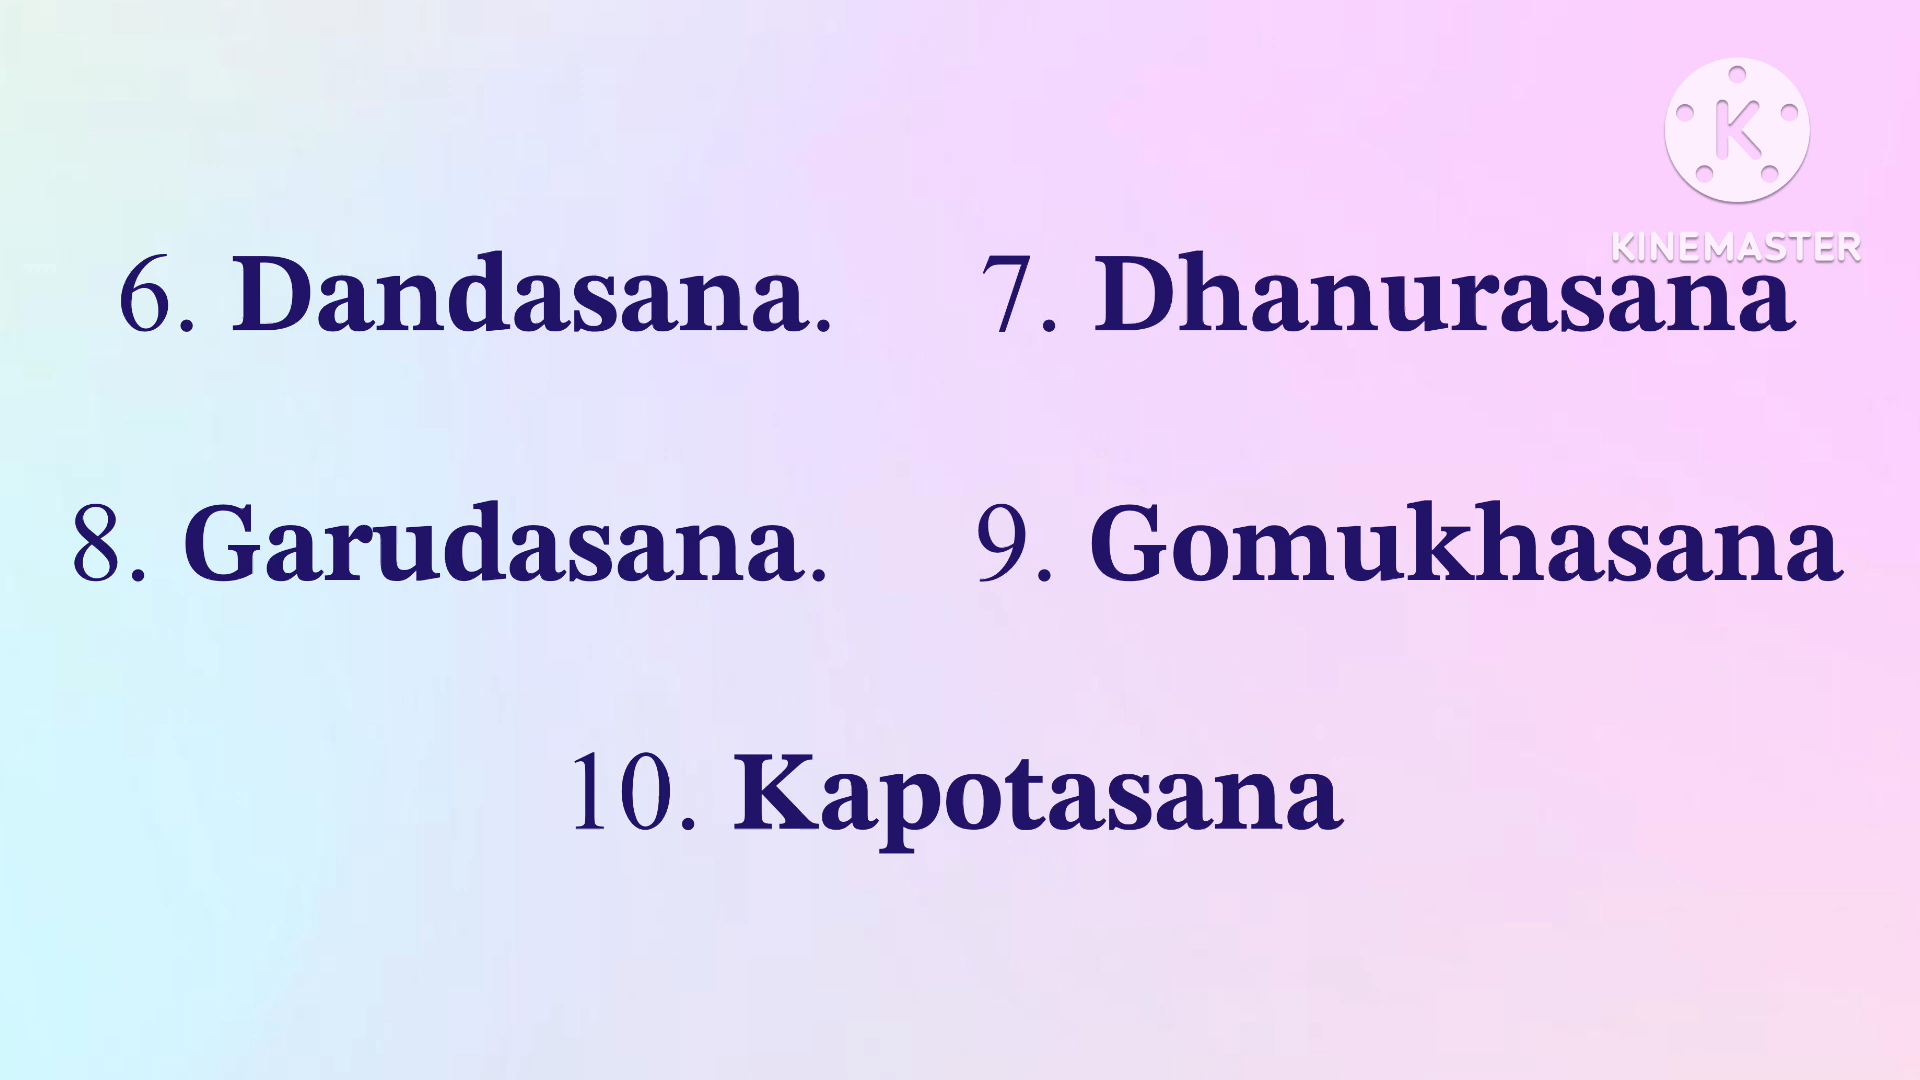 K
KINEMASTER
6. Dandasana. 7. Dhanurasana
8. Garudasana. 9. Gomukhasana
10. Kapotasana